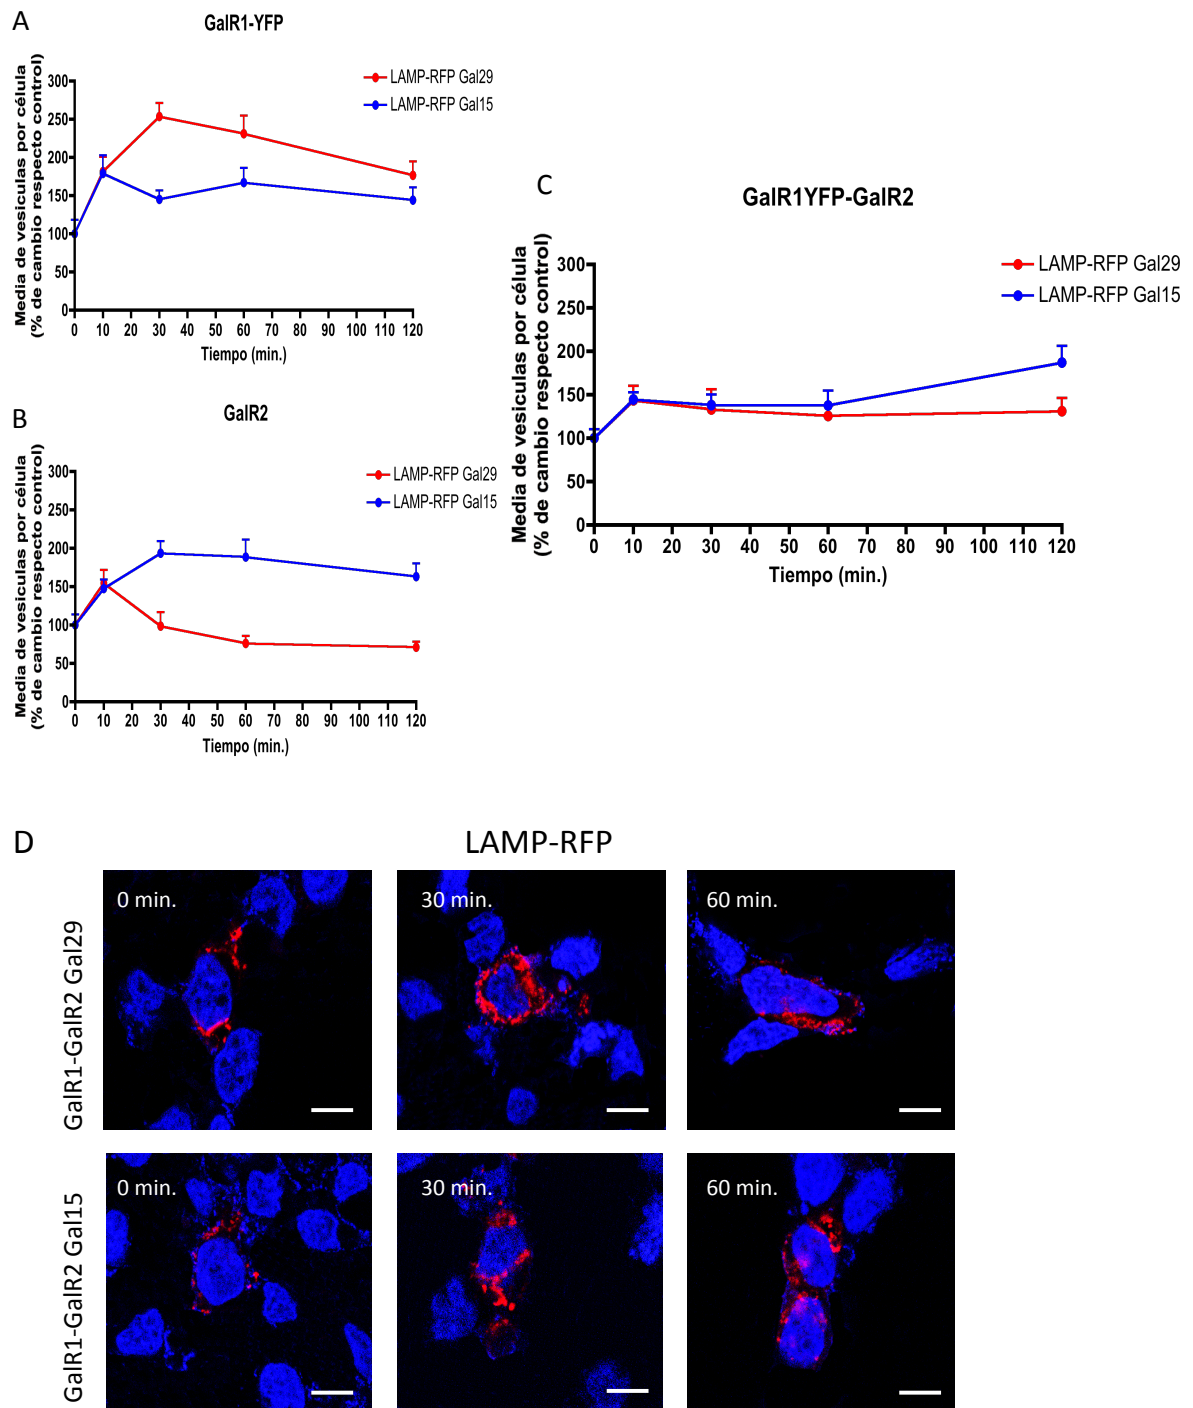 A
GalR1-YFP
Media de vesiculas por célula
(% de cambio respecto control)
300
250
200
150
100
50
0
0 10 20 30 40 50 60 70 80 90 100 110 120
Tiempo (min.)
LAMP-RFP Gal29
LAMP-RFP Gal15
B
GalR2
Media de vesiculas por célula
(% de cambio respecto control)
300
250
200
150
100
50
0
0 10 20 30 40 50 60 70 80 90 100 110 120
Tiempo (min.)
LAMP-RFP Gal29
LAMP-RFP Gal15
C
GalR1YFP-GalR2
Media de vesiculas por célula
(% de cambio respecto control)
300
250
200
150
100
50
0
0 10 20 30 40 50 60 70 80 90 100 110 120
Tiempo (min.)
LAMP-RFP Gal29
LAMP-RFP Gal15
D
LAMP-RFP
GalR1-GalR2 Gal29
0 min.
30 min.
60 min.
GalR1-GalR2 Gal15
0 min.
30 min.
60 min.